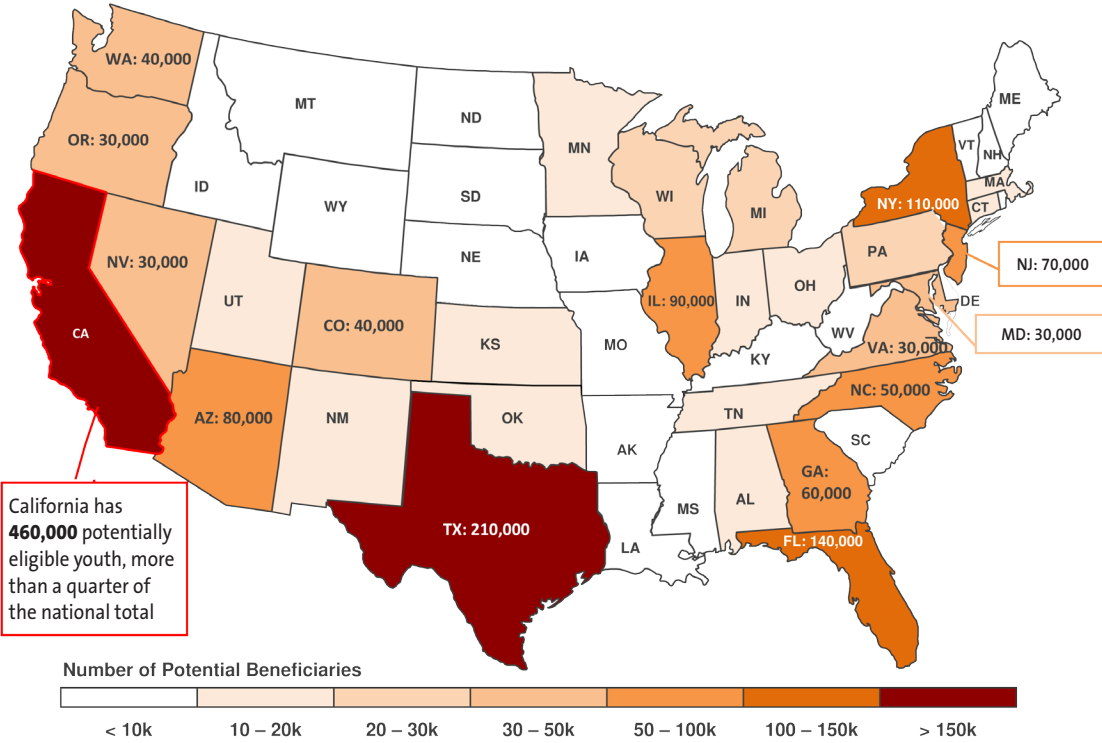 WA: 40,000
MT
ND
ME
OR: 30,000
MN
VT
NH
ID
WI
MA
WY
SD
MI
NY: 110,000
CT
NV: 30,000
NE
IA
PA
NJ: 70,000
UT
IL: 90,000
IN
OH
DE
CA
CO: 40,000
KS
MO
WV
MD: 30,000
KY
VA: 30,000
AZ: 80,000
NM
OK
TN
NC: 50,000
AK
SC
GA:
60,000
MS
AL
TX: 210,000
LA
FL: 140,000
California has
460,000 potentially
eligible youth, more
than a quarter of
the national total
Number of Potential Beneficiaries
< 10k
10 – 20k
20 – 30k
30 – 50k
50 – 100k
100 – 150k
> 150k